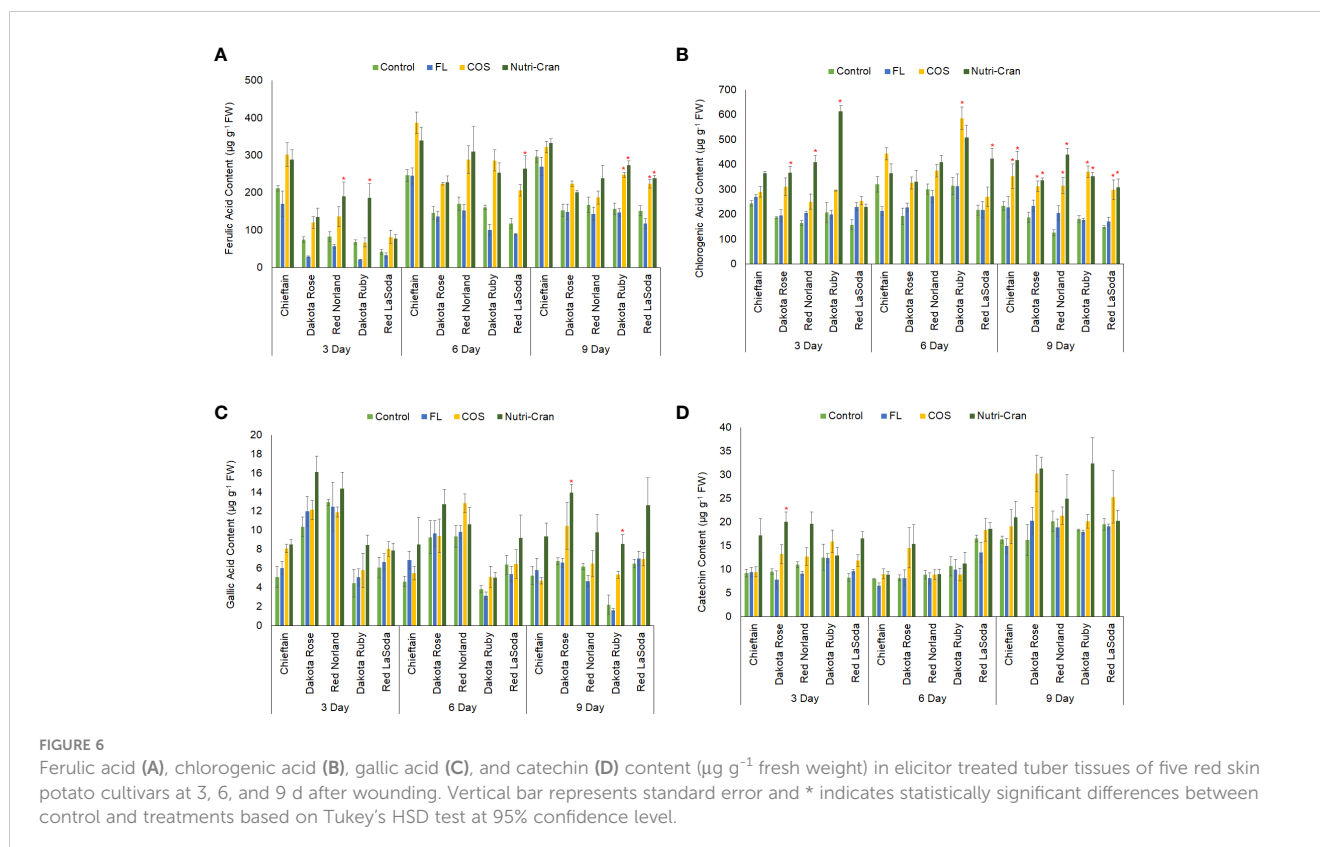 A
Control FL COS Nutri-Cran
Ferulic Acid Content (µg g-1 FW)
500
400
300
200
100
0
Chieftain
Dakota Rose
Red Norland
Dakota Ruby
Red LaSoda
Chieftain
Dakota Rose
Red Norland
Dakota Ruby
Red LaSoda
Chieftain
Dakota Rose
Red Norland
Dakota Ruby
Red LaSoda
3 Day 6 Day 9 Day
* * * * * * *
B
Control FL COS Nutri-Cran
Chlorogenic Acid Content (µg g-1 FW)
700
600
500
400
300
200
100
0
Chieftain
Dakota Rose
Red Norland
Dakota Ruby
Red LaSoda
Chieftain
Dakota Rose
Red Norland
Dakota Ruby
Red LaSoda
Chieftain
Dakota Rose
Red Norland
Dakota Ruby
Red LaSoda
3 Day 6 Day 9 Day
* * * * * * * * * * * * * * *
C
Control FL COS Nutri-Cran
Gallic Acid Content (µg g-1 FW)
20
18
16
14
12
10
8
6
4
2
0
Chieftain
Dakota Rose
Red Norland
Dakota Ruby
Red LaSoda
Chieftain
Dakota Rose
Red Norland
Dakota Ruby
Red LaSoda
Chieftain
Dakota Rose
Red Norland
Dakota Ruby
Red LaSoda
3 Day 6 Day 9 Day
* *
D
Control FL COS Nutri-Cran
Catechin Content (µg g-1 FW)
40
35
30
25
20
15
10
5
0
Chieftain
Dakota Rose
Red Norland
Dakota Ruby
Red LaSoda
Chieftain
Dakota Rose
Red Norland
Dakota Ruby
Red LaSoda
Chieftain
Dakota Rose
Red Norland
Dakota Ruby
Red LaSoda
3 Day 6 Day 9 Day
*
FIGURE 6
Ferulic acid (A), chlorogenic acid (B), gallic acid (C), and catechin (D) content (µg g-1 fresh weight) in elicitor treated tuber tissues of five red skin
potato cultivars at 3, 6, and 9 d after wounding. Vertical bar represents standard error and * indicates statistically significant differences between
control and treatments based on Tukey's HSD test at 95% confidence level.